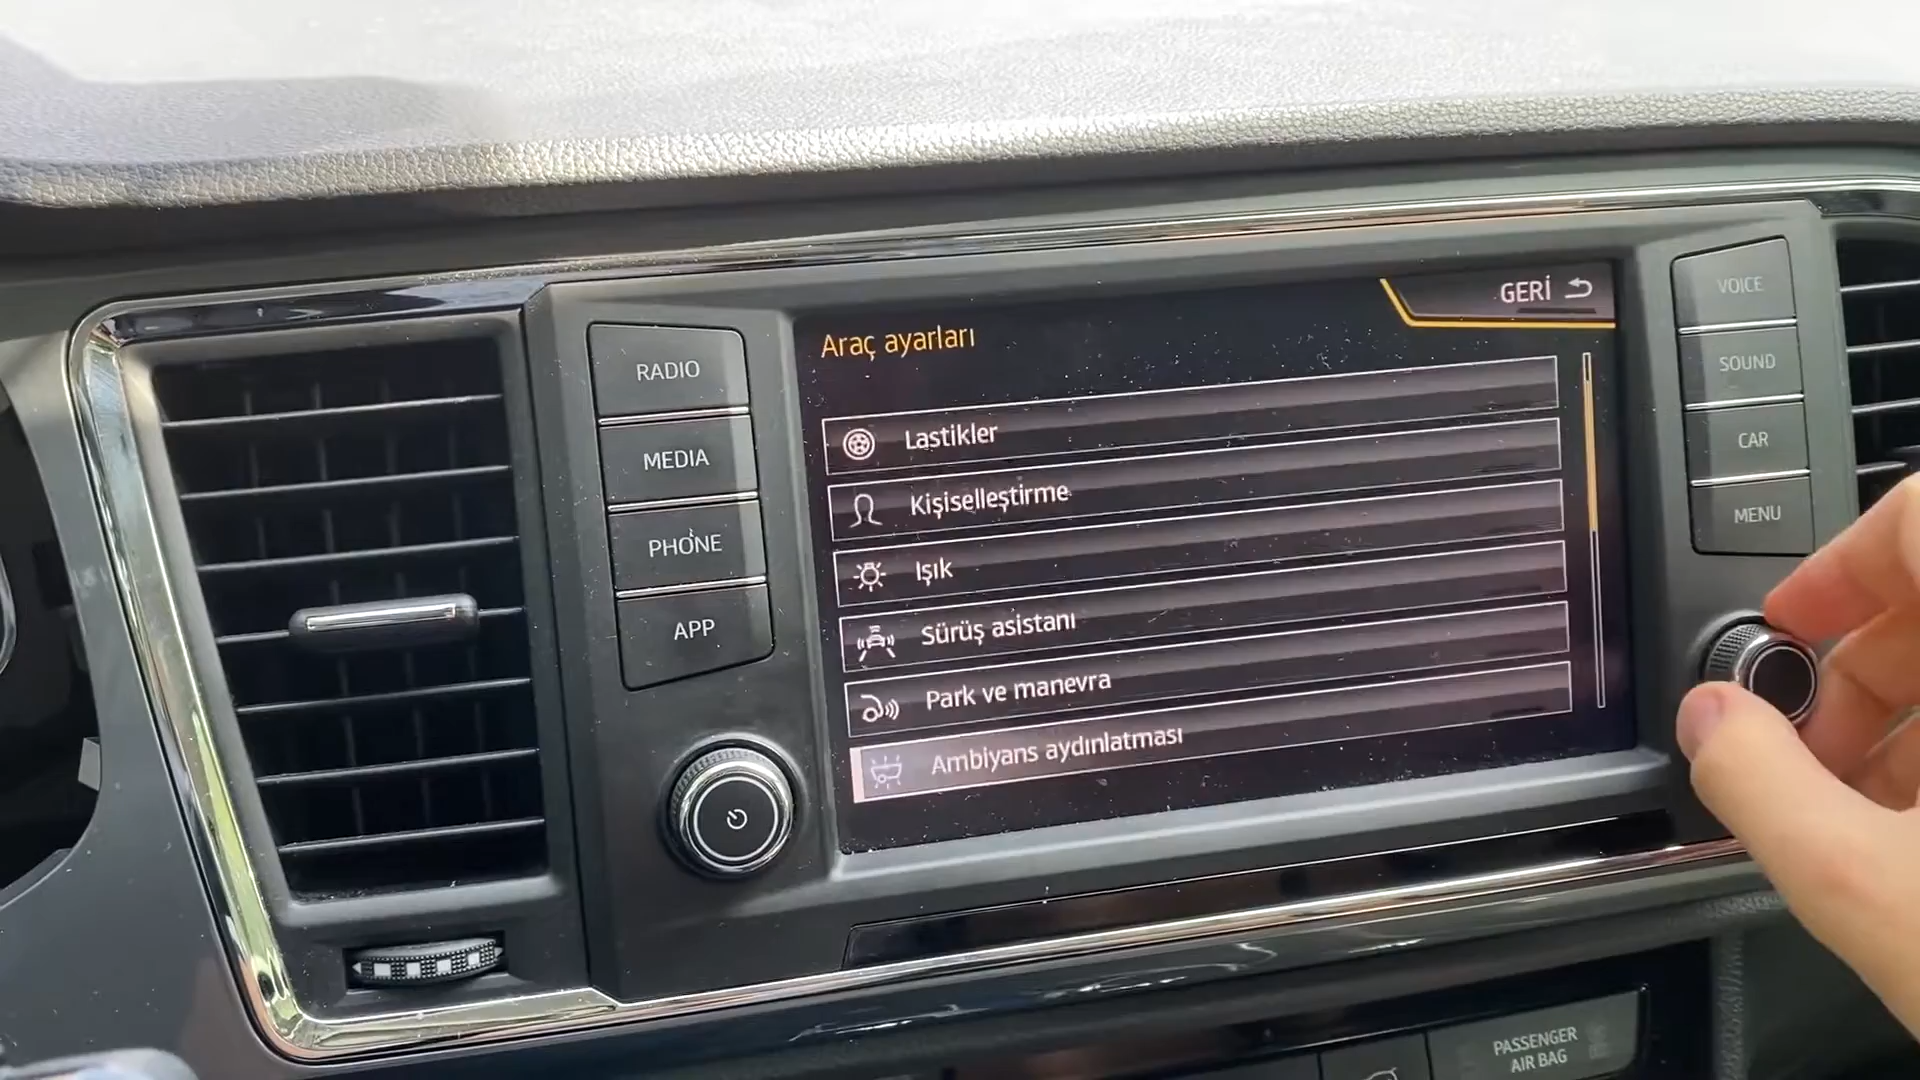 RADIO
MEDIA
PHONE
APP
GERİ
Araç ayarları
Lastikler
Kişiselleştirme
Işık
Sürüş asistanı
Park ve manevra
Ambiyans aydınlatması
VOICE
SOUND
CAR
MENU
PASSENGER
AIR BAG